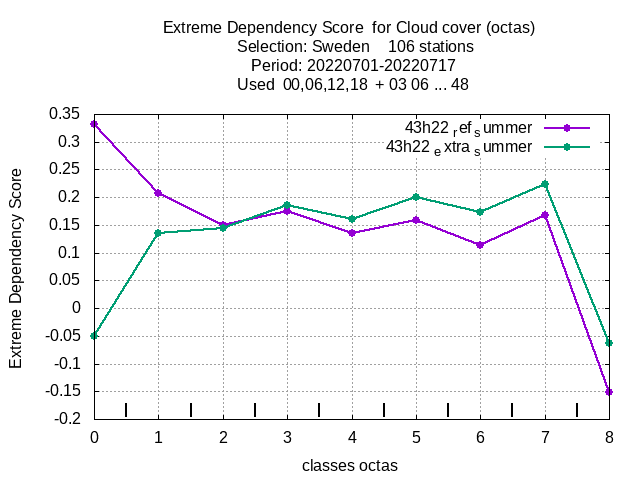 Extreme Dependency Score  for Cloud cover (octas)
Selection: Sweden    106 stations
Period: 20220701-20220717
Used  00,06,12,18  + 03 06 ... 48
43h22 ref summer
43h22 extra summer
Extreme Dependency Score
0.35
0.3
0.25
0.2
0.15
0.1
0.05
0
-0.05
-0.1
-0.15
-0.2
0 1 2 3 4 5 6 7 8
classes octas